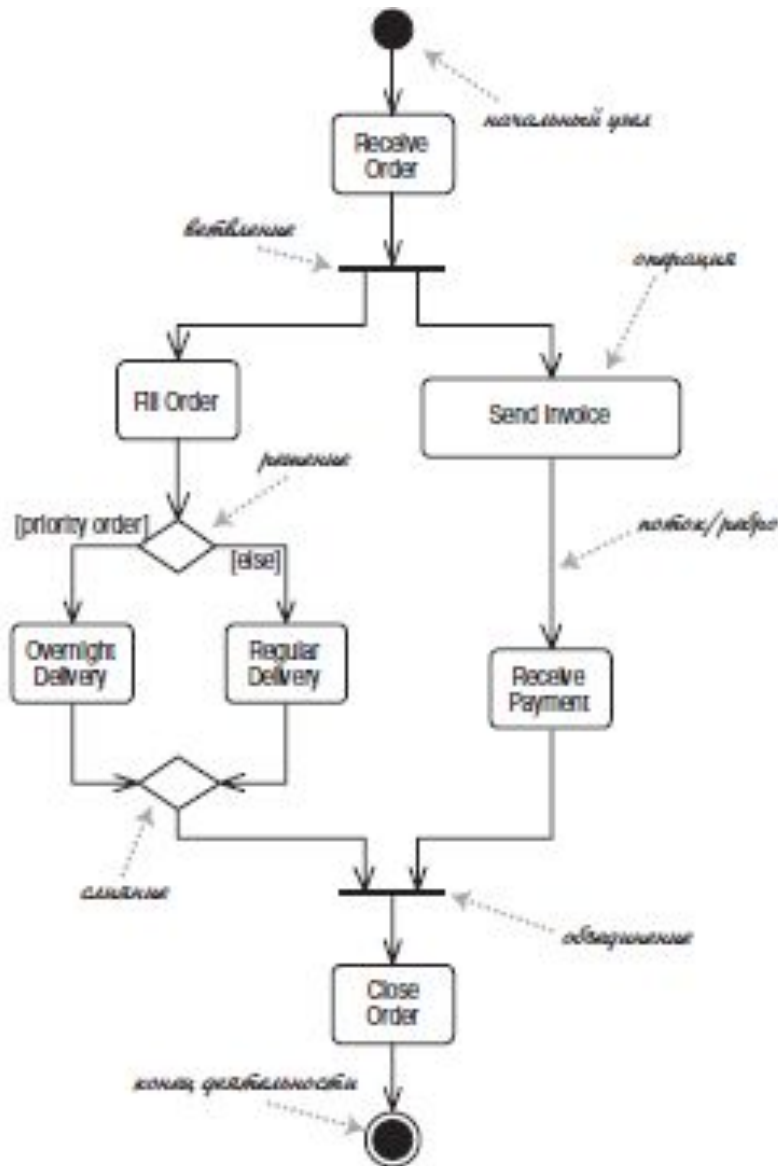 начальный узел
Receive
Order
ветвление
операция
Fill Order
Send Invoice
решение
[priority order]
[else]
поток/ребро
Overnight
Delivery
Regular
Delivery
Receive
Payment
слияние
объединение
Close
Order
конец деятельности